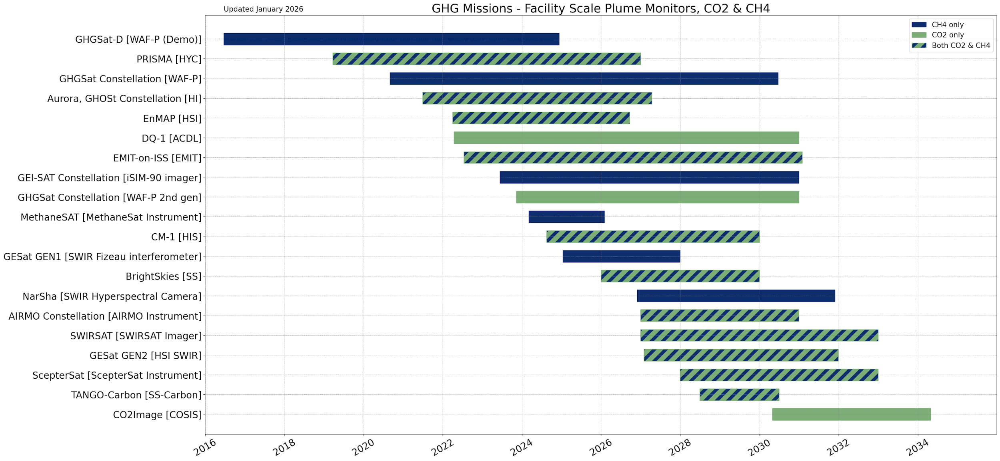 Updated January 2026
GHG Missions - Facility Scale Plume Monitors, CO2 & CH4
CH4 only
CO2 only
Both CO2 & CH4
GHGSat-D [WAF-P (Demo)]
PRISMA [HYC]
GHGSat Constellation [WAF-P]
Aurora, GHOSt Constellation [HI]
EnMAP [HSI]
DQ-1 [ACDL]
EMIT-on-ISS [EMIT]
GEI-SAT Constellation [iSIM-90 imager]
GHGSat Constellation [WAF-P 2nd gen]
MethaneSAT [MethaneSat Instrument]
CM-1 [HIS]
GESat GEN1 [SWIR Fizeau interferometer]
BrightSkies [SS]
NarSha [SWIR Hyperspectral Camera]
AIRMO Constellation [AIRMO Instrument]
SWIRSAT [SWIRSAT Imager]
GESat GEN2 [HSI SWIR]
ScepterSat [ScepterSat Instrument]
TANGO-Carbon [SS-Carbon]
CO2Image [COSIS]
2016 2018 2020 2022 2024 2026 2028 2030 2032 2034